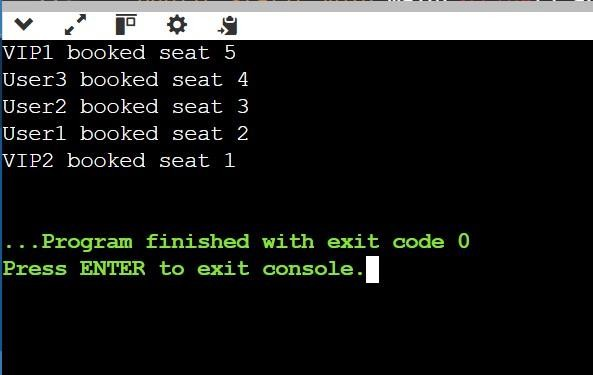 VIP1 booked seat 5
User3 booked seat 4
User2 booked seat 3
User1 booked seat 2
VIP2 booked seat 1
...Program finished with exit code 0
Press ENTER to exit console.